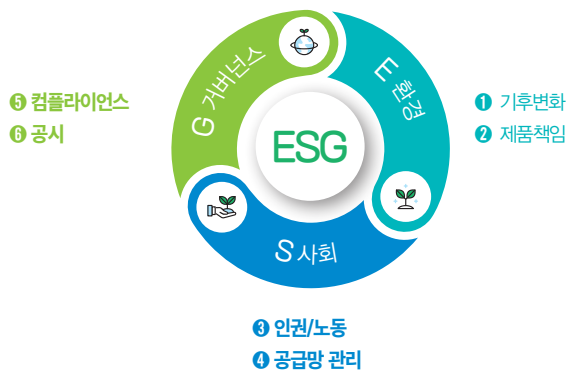 G 거버넌스
E 환경
ESG
S 사회
❶ 기후변화
❷ 제품책임
❸ 인권/노동
❹ 공급망 관리
❺ 컴플라이언스
❻ 공시